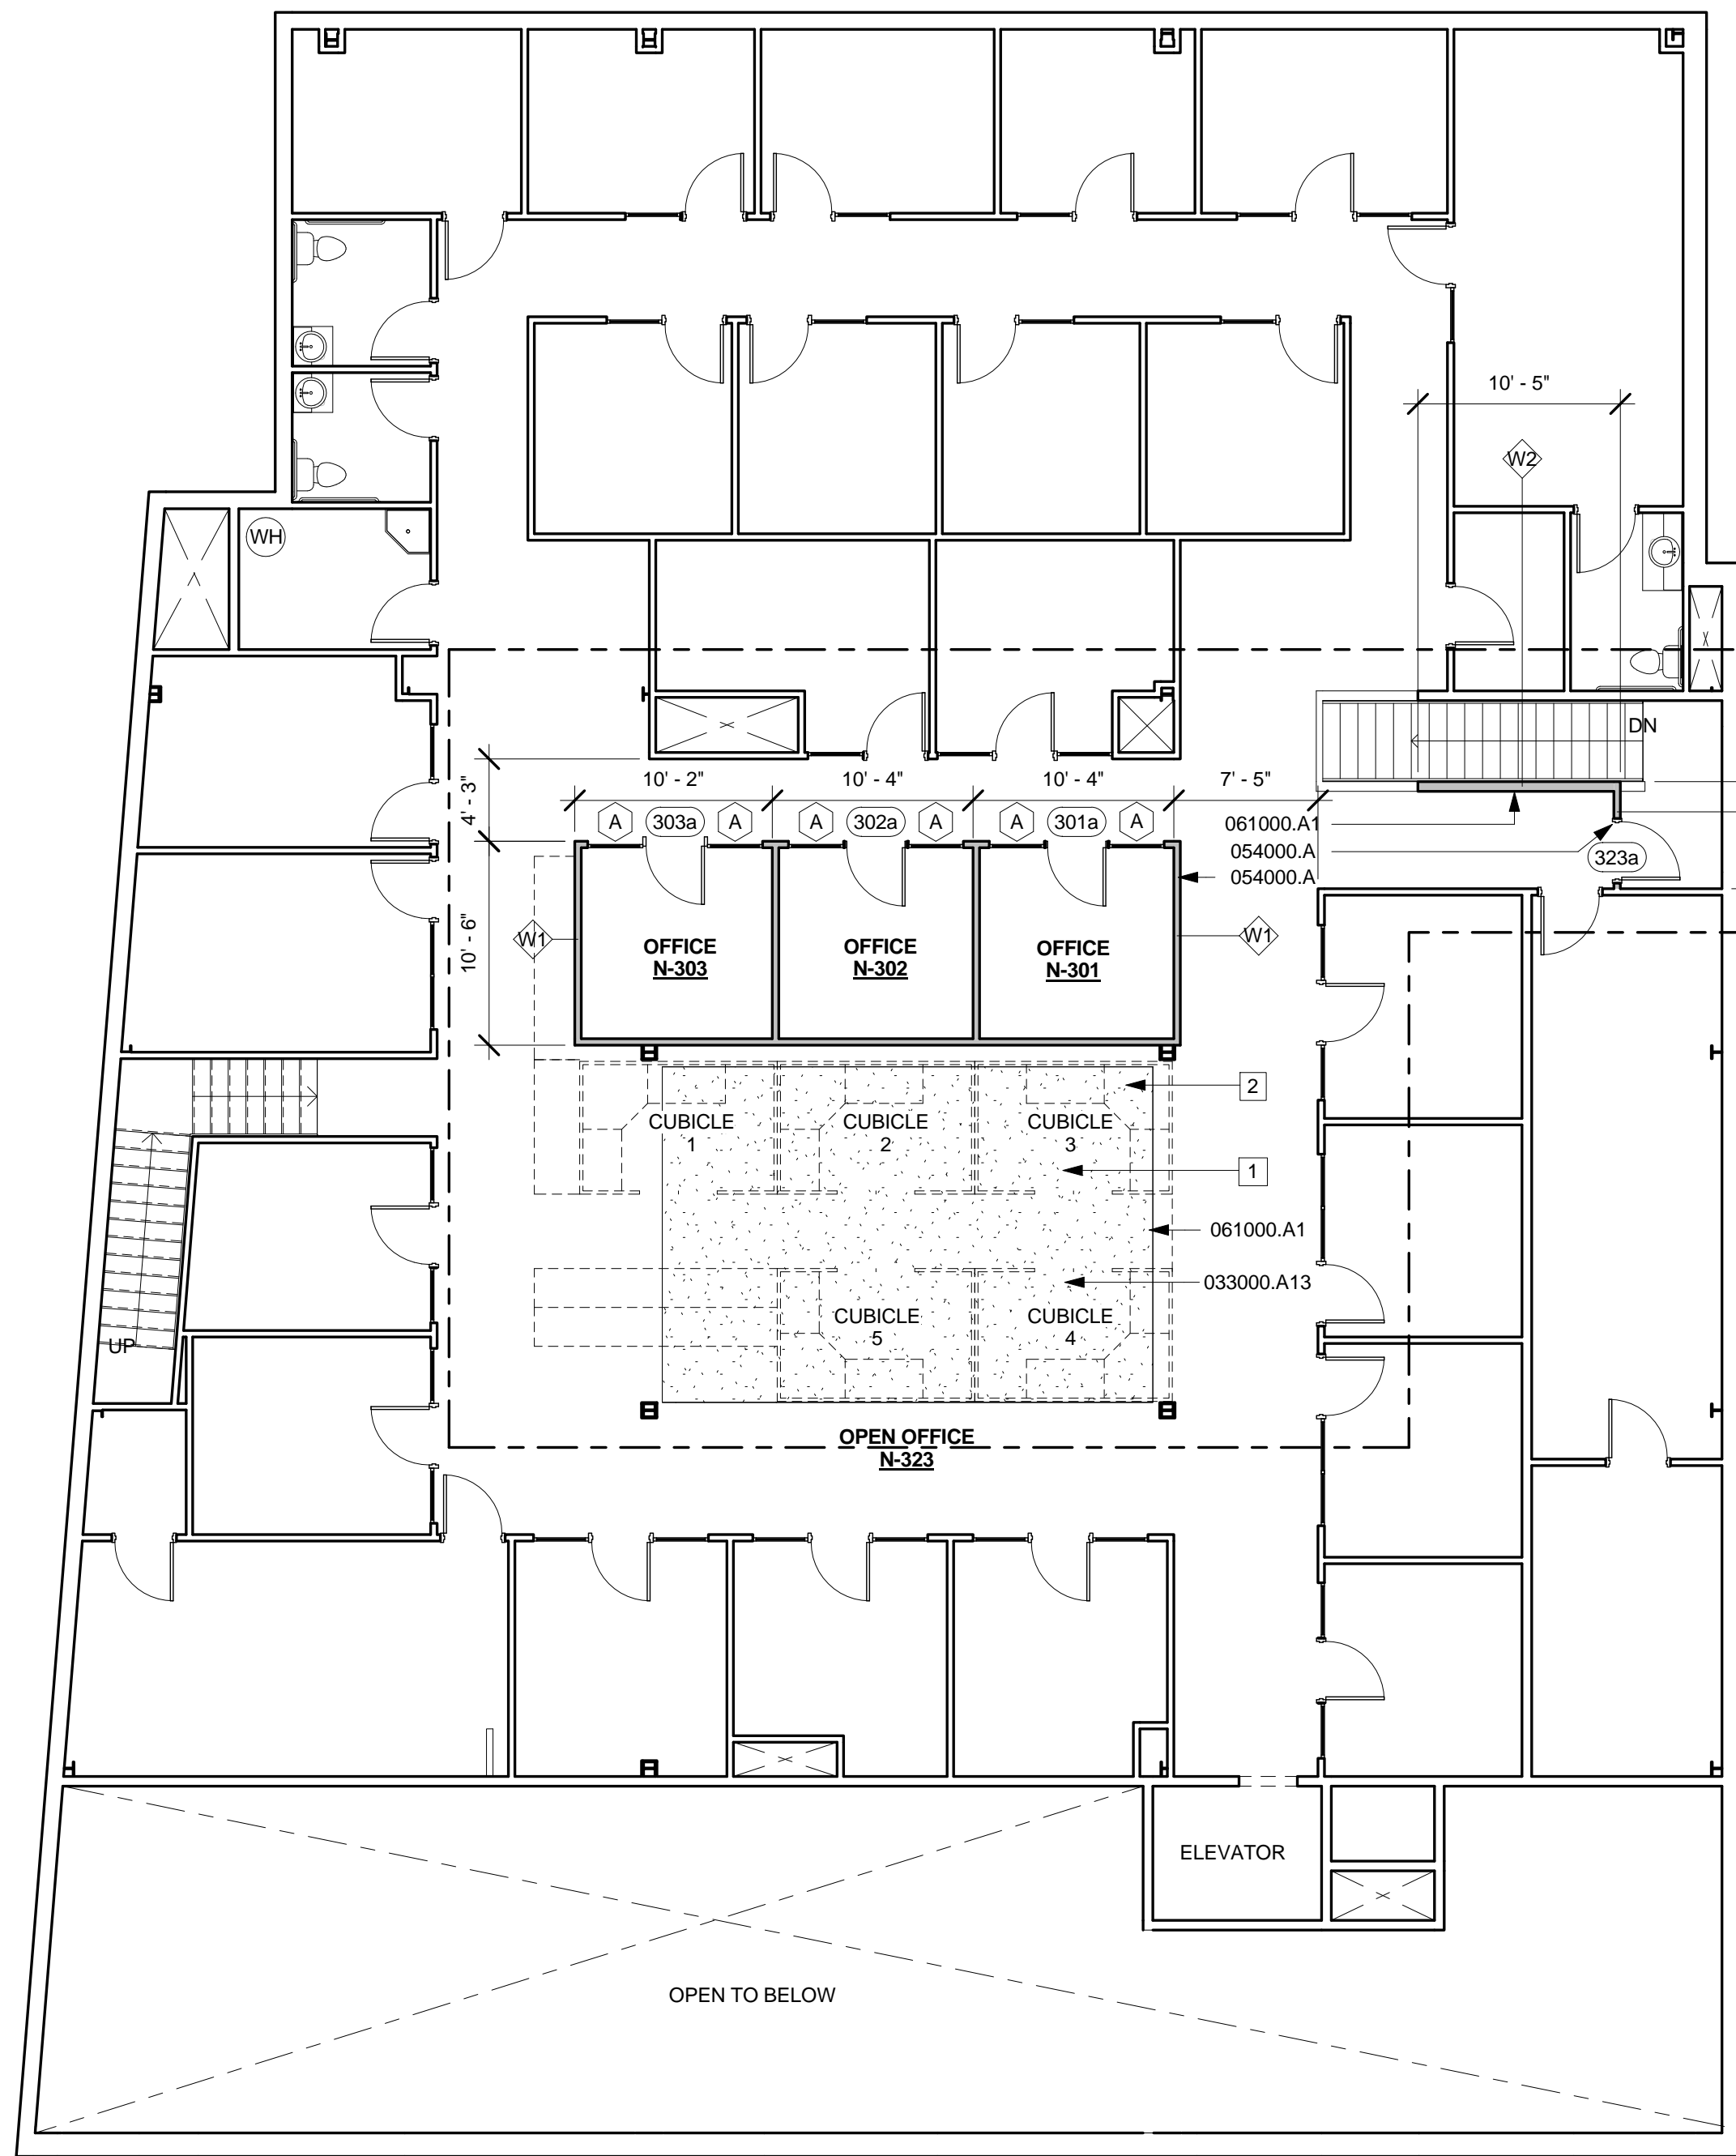 10' - 5"
W2
WH
DN
10' - 2"
10' - 4"
10' - 4"
7' - 5"
4' - 3"
A
303a
A
A
302a
A
A
301a
A
061000.A1
054000.A
054000.A
323a
10' - 6"
W1
OFFICE
N-303
OFFICE
N-302
OFFICE
N-301
W1
2
CUBICLE
1
CUBICLE
2
CUBICLE
3
1
061000.A1
033000.A13
CUBICLE
5
CUBICLE
4
UP
OPEN OFFICE
N-323
ELEVATOR
OPEN TO BELOW